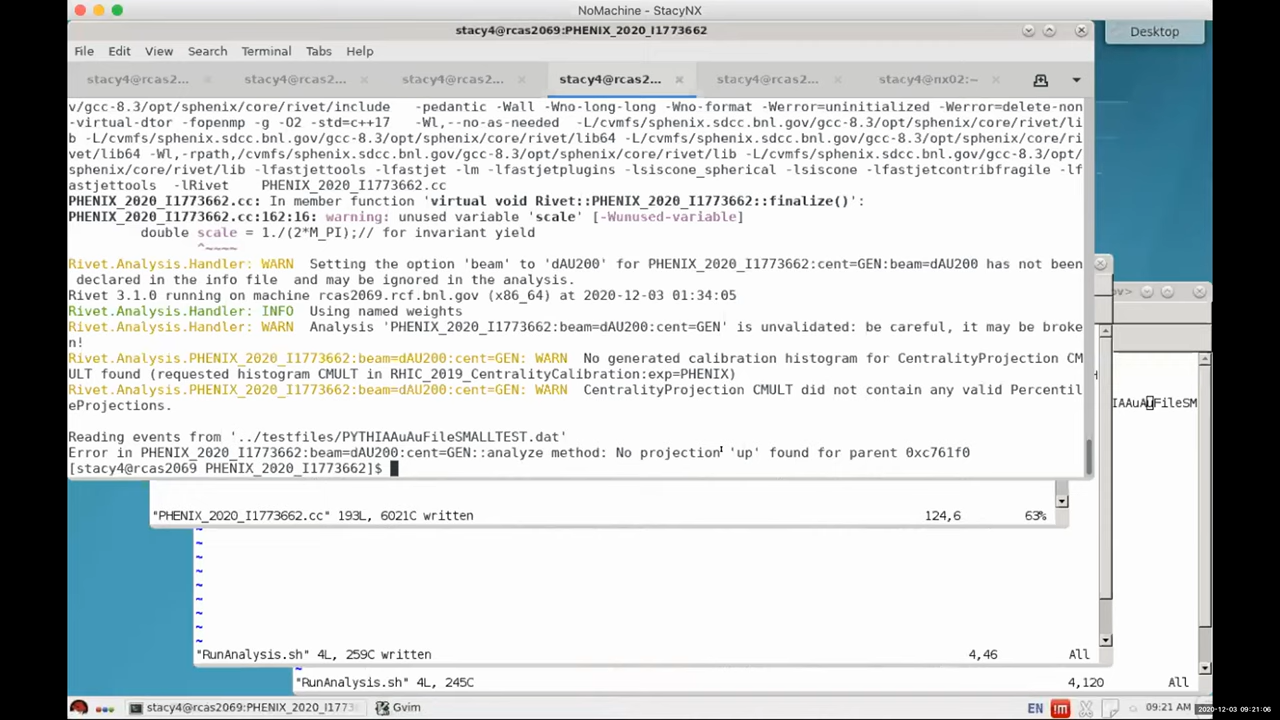 NoMachine - StacyNX
stacy4@rcas2069:PHENIX_2020_I1773662
Desktop
File Edit View Search Terminal Tabs Help
stacy4@rcas2... stacy4@rcas2... stacy4@rcas2... stacy4@rcas2... stacy4@rcas2... stacy4@nx02:~
v/gcc-8.3/opt/sphenix/core/rivet/include   -pedantic -Wall -Wno-long-long -Wno-format -Werror=uninitialized -Werror=delete-non
-virtual-dtor -fopenmp -g -O2 -std=c++17   -Wl,--no-as-needed  -L/cvmfs/sphenix.sdcc.bnl.gov/gcc-8.3/opt/sphenix/core/rivet/li
b -L/cvmfs/sphenix.sdcc.bnl.gov/gcc-8.3/opt/sphenix/core/rivet/lib64 -L/cvmfs/sphenix.sdcc.bnl.gov/gcc-8.3/opt/sphenix/core/ri
vet/lib64 -Wl,-rpath,/cvmfs/sphenix.sdcc.bnl.gov/gcc-8.3/opt/sphenix/core/rivet/lib -L/cvmfs/sphenix.sdcc.bnl.gov/gcc-8.3/opt/
sphenix/core/rivet/lib -lfastjettools -lfastjet -lm -lfastjetplugins -lsiscone_spherical -lsiscone -lfastjetcontribfragile -lf
astjettools  -lRivet    PHENIX_2020_I1773662.cc
PHENIX_2020_I1773662.cc: In member function 'virtual void Rivet::PHENIX_2020_I1773662::finalize()':
PHENIX_2020_I1773662.cc:162:16: warning: unused variable 'scale' [-Wunused-variable]
double scale = 1./(2*M_PI);// for invariant yield
^~~~~
Rivet.Analysis.Handler: WARN  Setting the option 'beam' to 'dAU200' for PHENIX_2020_I1773662:cent=GEN:beam=dAU200 has not been
declared in the info file  and may be ignored in the analysis.
Rivet 3.1.0 running on machine rcas2069.rcf.bnl.gov (x86_64) at 2020-12-03 01:34:05
Rivet.Analysis.Handler: INFO  Using named weights
Rivet.Analysis.Handler: WARN  Analysis 'PHENIX_2020_I1773662:beam=dAU200:cent=GEN' is unvalidated: be careful, it may be broke
n!
Rivet.Analysis.PHENIX_2020_I1773662:beam=dAU200:cent=GEN: WARN  No generated calibration histogram for CentralityProjection CM
ULT found (requested histogram CMULT in RHIC_2019_CentralityCalibration:exp=PHENIX)
Rivet.Analysis.PHENIX_2020_I1773662:beam=dAU200:cent=GEN: WARN  CentralityProjection CMULT did not contain any valid Percentil
eProjections.
Reading events from '../testfiles/PYTHIAAuAuFileSMALLTEST.dat'
Error in PHENIX_2020_I1773662:beam=dAU200:cent=GEN::analyze method: No projection 'up' found for parent 0xc761f0
[stacy4@rcas2069 PHENIX_2020_I1773662]$
ov>
IAAuAuFileSM
"PHENIX_2020_I1773662.cc" 193L, 6021C written 124,6 63%
~
~
~
~
~
~
~
~
~
"RunAnalysis.sh" 4L, 259C written 4,46 All
~
"RunAnalysis.sh" 4L, 245C 4,120 All
stacy4@rcas2069:PHENIX_2020_I1773... Gvim EN 09:21 AM
2020-12-03 09:21:06